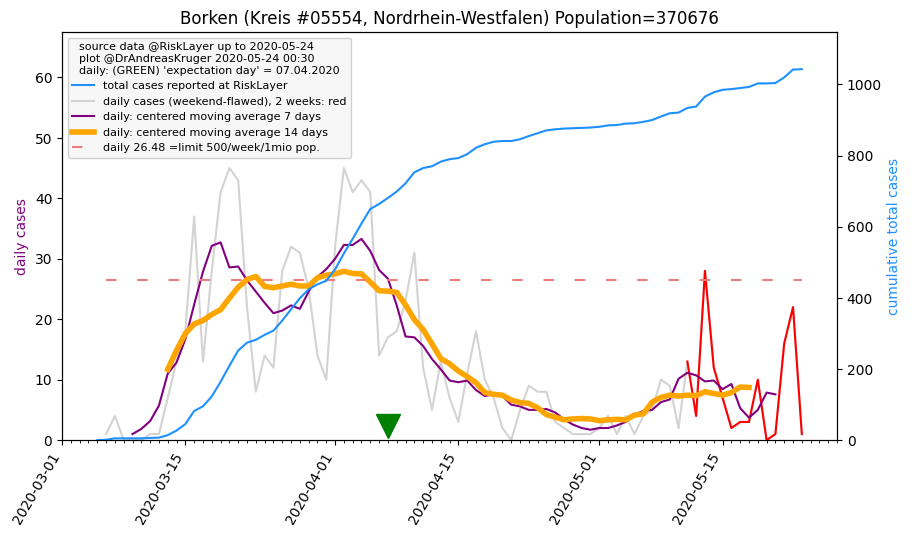 Borken (Kreis #05554, Nordrhein-Westfalen) Population=370676
source data @RiskLayer up to 2020-05-24
plot @DrAndreasKruger 2020-05-24 00:30
daily: (GREEN) 'expectation day' = 07.04.2020
total cases reported at RiskLayer
daily cases (weekend-flawed), 2 weeks: red
daily: centered moving average 7 days
daily: centered moving average 14 days
daily 26.48 =limit 500/week/1mio pop.
daily cases
60
50
40
30
20
10
0
1000
800
600
400
200
0
cumulative total cases
2020-03-01
2020-03-15
2020-04-01
2020-04-15
2020-05-01
2020-05-15